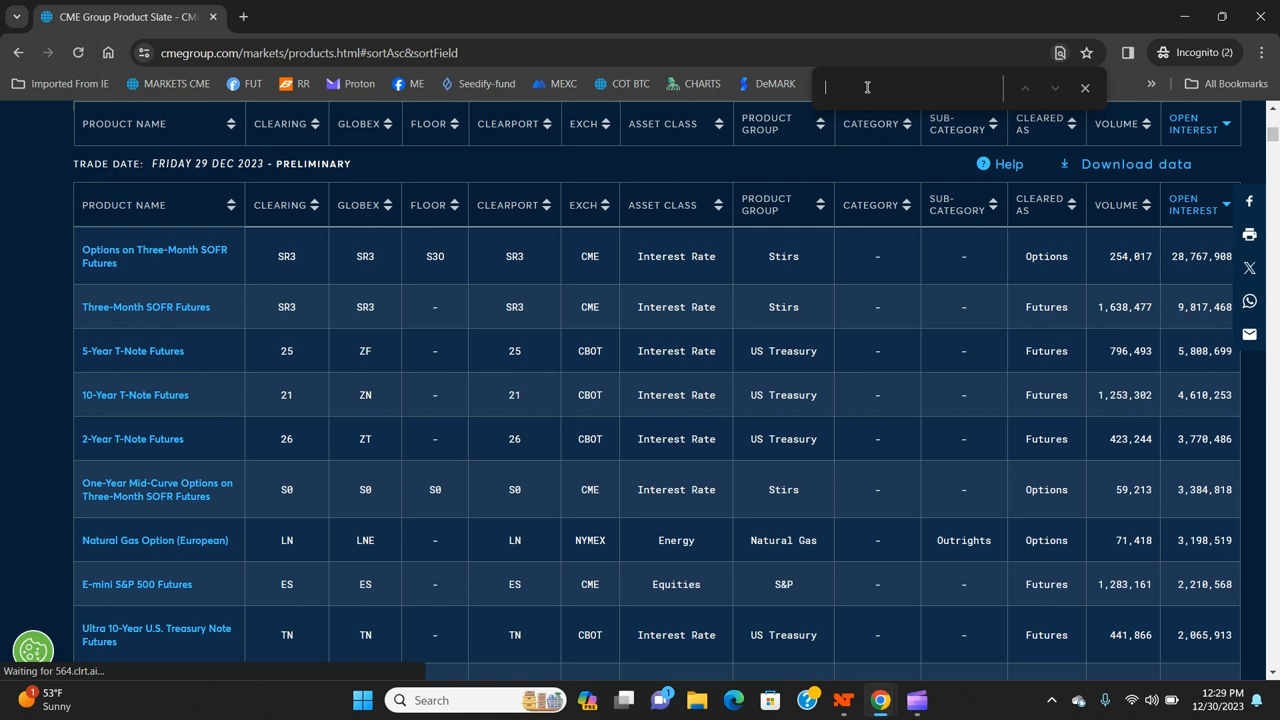 CME Group Product Slate - CM
cmegroup.com/markets/products.html#sortAsc&sortField
Incognito (2)
Imported From IE
MARKETS CME
FUT
RR
Proton
ME
Seedify-fund
MEXC
COT BTC
CHARTS
DeMARK
»
All Bookmarks
PRODUCT NAME CLEARING GLOBEX FLOOR CLEARPORT EXCH ASSET CLASS PRODUCT GROUP CATEGORY SUB-CATEGORY CLEARED AS VOLUME OPEN INTEREST
TRADE DATE: FRIDAY 29 DEC 2023 - PRELIMINARY
? Help
Download data
PRODUCT NAME CLEARING GLOBEX FLOOR CLEARPORT EXCH ASSET CLASS PRODUCT GROUP CATEGORY SUB-CATEGORY CLEARED AS VOLUME OPEN INTEREST
Options on Three-Month SOFR Futures SR3 SR3 S3O SR3 CME Interest Rate Stirs - - Options 254,017 28,767,908
Three-Month SOFR Futures SR3 SR3 - SR3 CME Interest Rate Stirs - - Futures 1,638,477 9,817,468
5-Year T-Note Futures 25 ZF - 25 CBOT Interest Rate US Treasury - - Futures 796,493 5,808,699
10-Year T-Note Futures 21 ZN - 21 CBOT Interest Rate US Treasury - - Futures 1,253,302 4,610,253
2-Year T-Note Futures 26 ZT - 26 CBOT Interest Rate US Treasury - - Futures 423,244 3,770,486
One-Year Mid-Curve Options on Three-Month SOFR Futures S0 S0 S0 S0 CME Interest Rate Stirs - - Options 59,213 3,384,818
Natural Gas Option (European) LN LNE - LN NYMEX Energy Natural Gas - Outrights Options 71,418 3,198,519
E-mini S&P 500 Futures ES ES - ES CME Equities S&P - - Futures 1,283,161 2,210,568
Ultra 10-Year U.S. Treasury Note Futures TN TN - TN CBOT Interest Rate US Treasury - - Futures 441,866 2,065,913
Waiting for 564.clrt.ai...
1
53°F
Sunny
Search
PRE
1
12:29 PM
12/30/2023